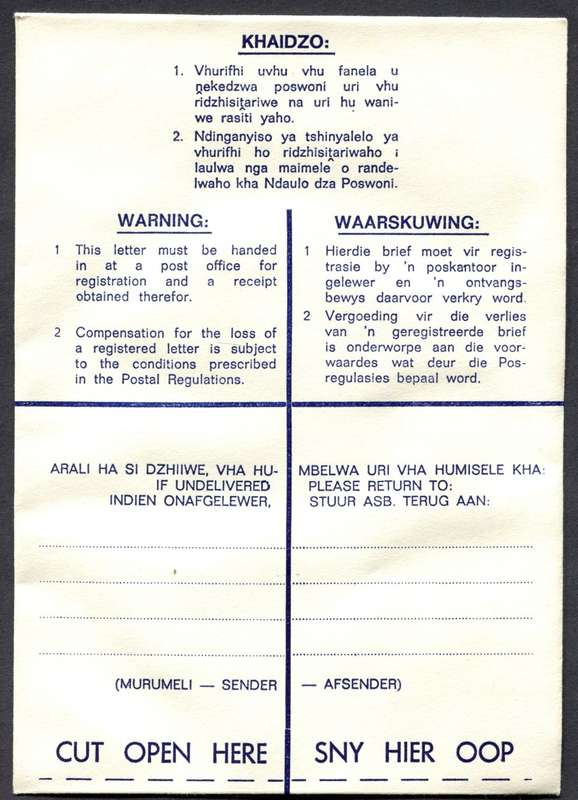 KHAIDZO:
1. Vhurifhi uvhu vhu fanela u
ṋekedzwa poswoni uri vhu
ridzhisiṱariwe na uri hu wani-
we rasiti yaho.
2. Ndinganyiso ya tshinyalelo ya
vhurifhi ho ridzhisiṱariwaho i
laulwa nga maimele o rande-
lwaho kha Ndaulo dza Poswoni.
WARNING:
1 This letter must be handed
in at a post office for
registration and a receipt
obtained therefor.
2 Compensation for the loss of
a registered letter is subject
to the conditions prescribed
in the Postal Regulations.
WAARSKUWING:
1 Hierdie brief moet vir regis-
trasie by 'n poskantoor in-
gelewer en 'n ontvangs-
bewys daarvoor verkry word.
2 Vergoeding vir die verlies
van 'n geregistreerde brief
is onderworpe aan die voor-
waardes wat deur die Pos-
regulasies bepaal word.
ARALI HA SI DZHIIWE, VHA HU- MBELWA URI VHA HUMISELE KHA:
IF UNDELIVERED PLEASE RETURN TO:
INDIEN ONAFGELEWER, STUUR ASB. TERUG AAN:
(MURUMELI — SENDER — AFSENDER)
CUT OPEN HERE SNY HIER OOP